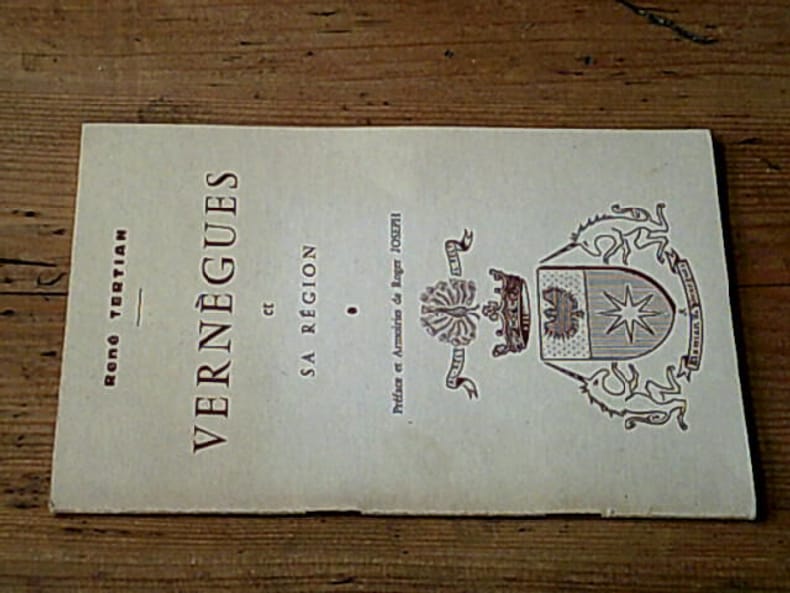 René TERTIAN
VERNÈGUES
et
SA RÉGION
Préface et Armoiries de Roger JOSEPH